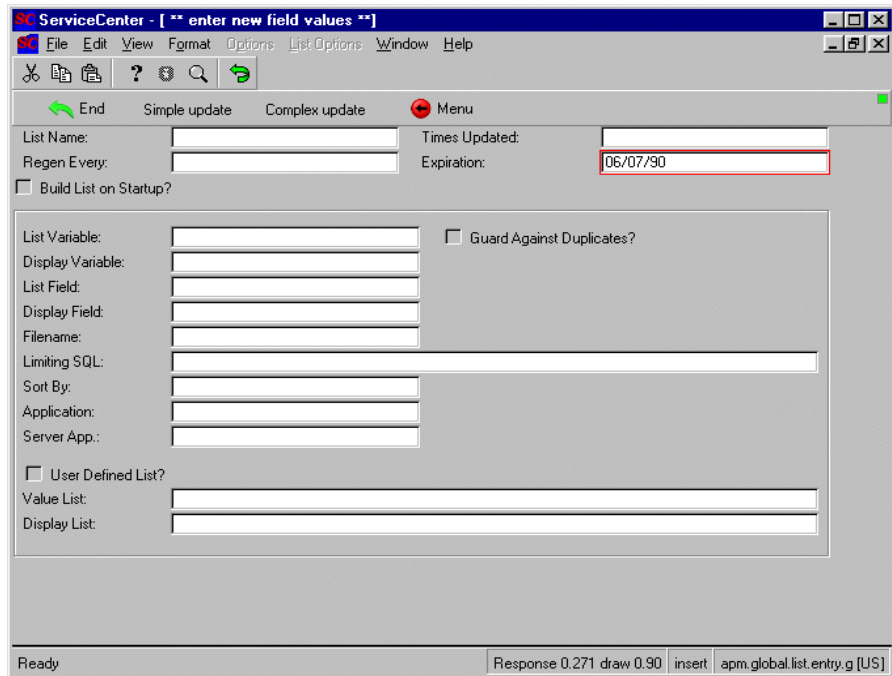 SC ServiceCenter - [ ** enter new field values **]
SC File Edit View Format Options List Options Window Help
?
End Simple update Complex update Menu
List Name: Times Updated:
Regen Every: Expiration: 06/07/90
Build List on Startup?
List Variable: Guard Against Duplicates?
Display Variable:
List Field:
Display Field:
Filename:
Limiting SQL:
Sort By:
Application:
Server App.:
User Defined List?
Value List:
Display List:
Ready Response 0.271 draw 0.90 insert apm.global.list.entry.g [US]